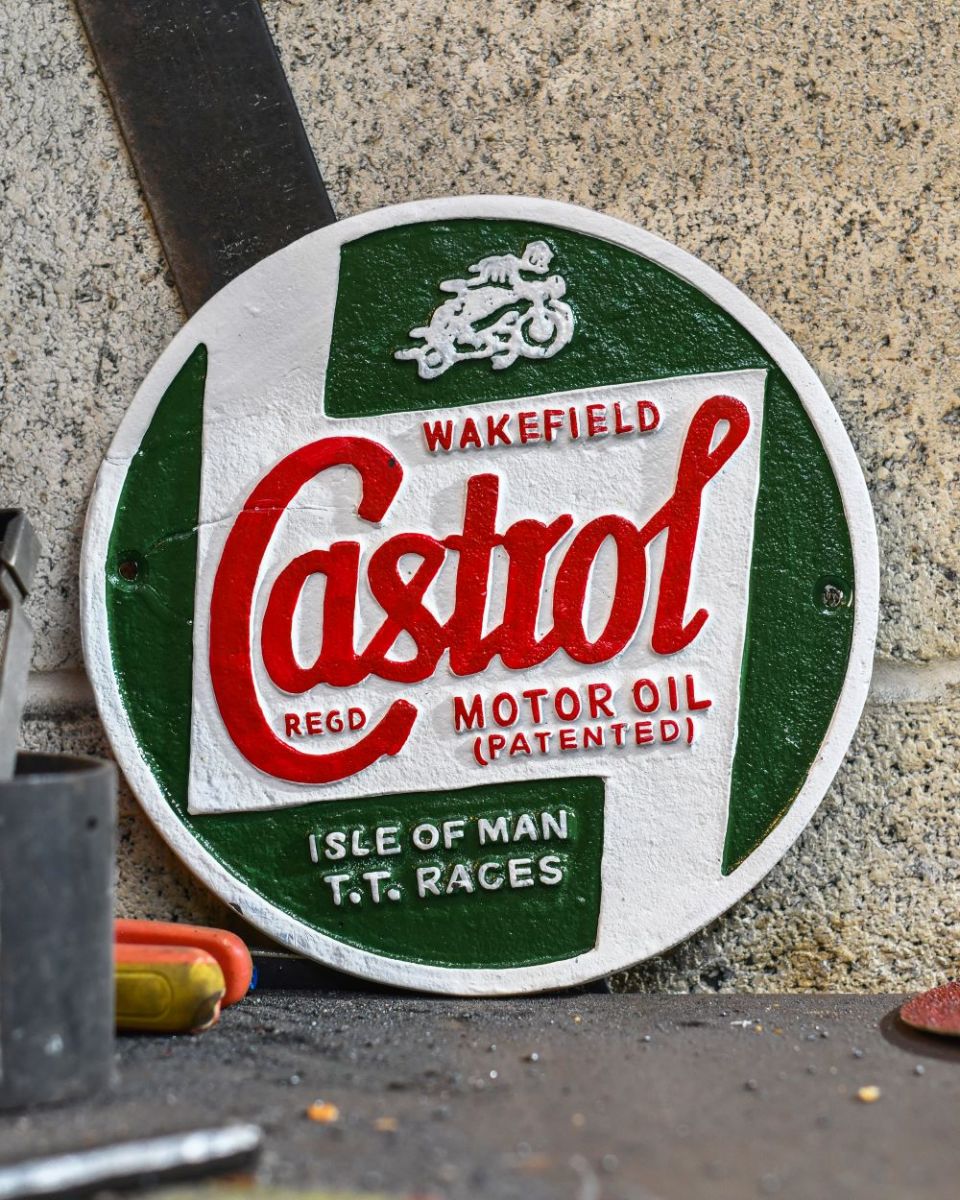 WAKEFIELD
Castrol
REGD
MOTOR OIL
(PATENTED)
ISLE OF MAN
T.T. RACES